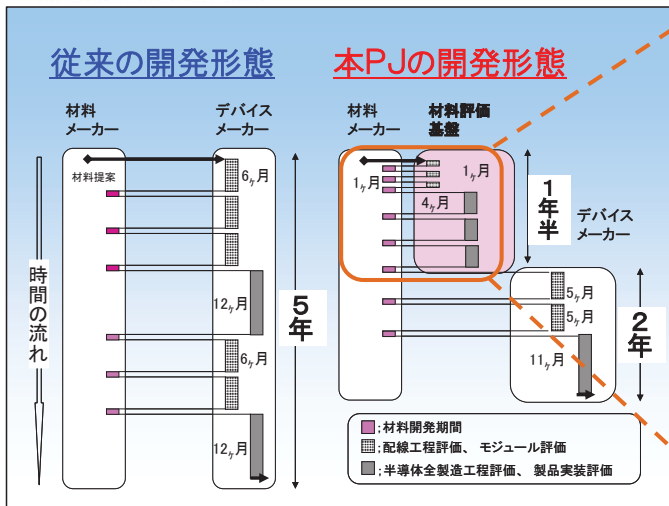 従来の開発形態
本PJの開発形態
材料
メーカー
デバイス
メーカー
材料
メーカー
材料評価
基盤
材料提案
6ヶ月
12ヶ月
6ヶ月
12ヶ月
5年
時間の流れ
1ヶ月
1ヶ月
4ヶ月
1年半
デバイス
メーカー
5ヶ月
5ヶ月
11ヶ月
2年
;材料開発期間
;配線工程評価、モジュール評価
;半導体全製造工程評価、製品実装評価